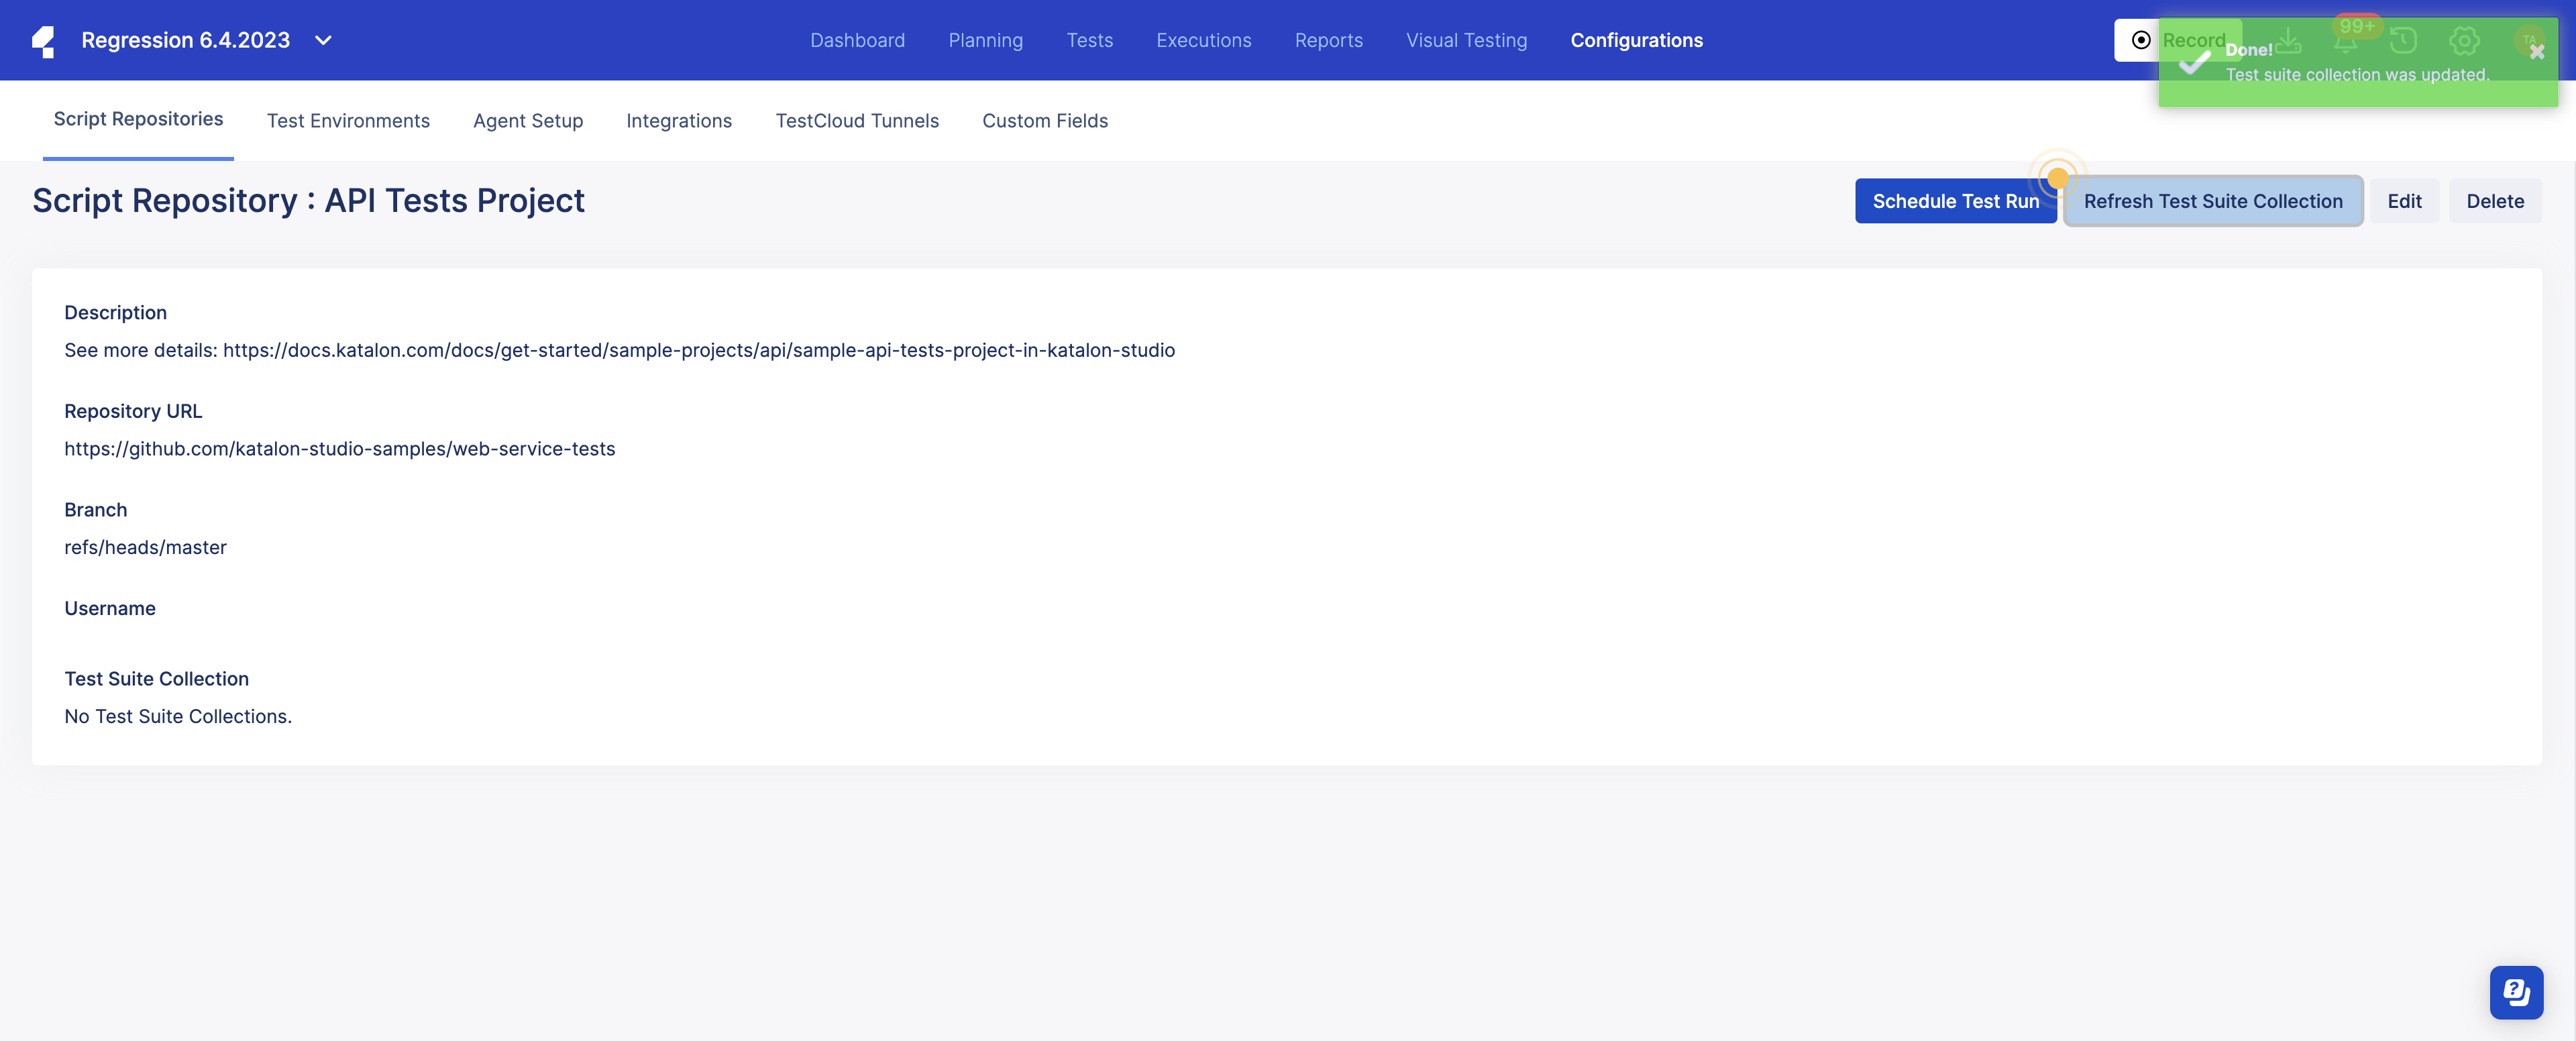 Regression 6.4.2023
Dashboard
Planning
Tests
Executions
Reports
Visual Testing
Configurations
Record
99+
TA
Done!
Test suite collection was updated.
Script Repositories
Test Environments
Agent Setup
Integrations
TestCloud Tunnels
Custom Fields
Script Repository : API Tests Project
Schedule Test Run
Refresh Test Suite Collection
Edit
Delete
Description
See more details: https://docs.katalon.com/docs/get-started/sample-projects/api/sample-api-tests-project-in-katalon-studio
Repository URL
https://github.com/katalon-studio-samples/web-service-tests
Branch
refs/heads/master
Username
Test Suite Collection
No Test Suite Collections.